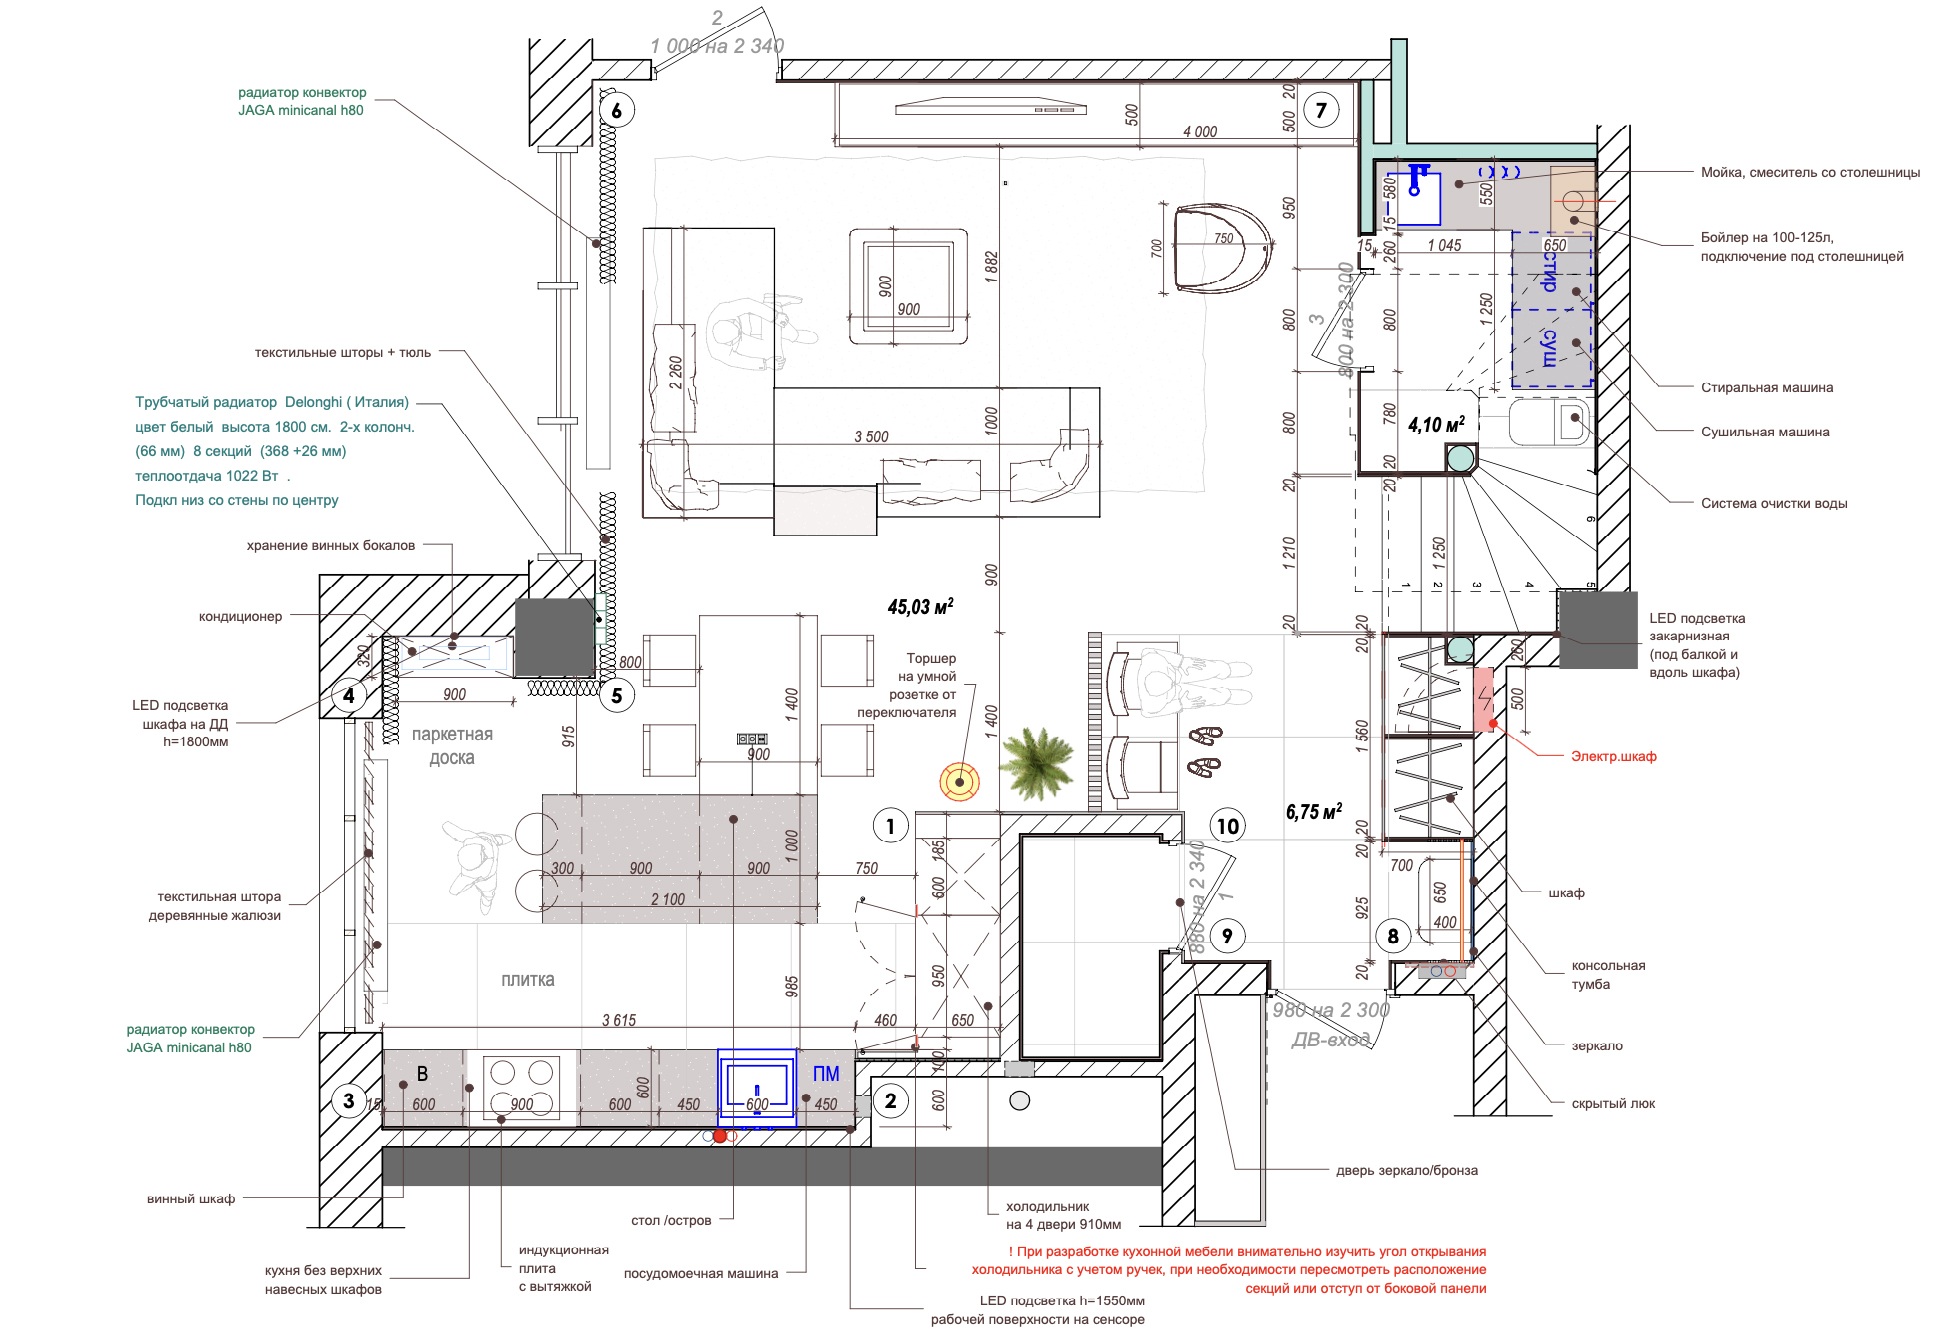 2
1 000 на 2 340
радиатор конвектор
JAGA minicanal h80
6
7
20
500
500
4 000
580
550
Мойка, смеситель со столешницы
950
15
700
750
15
260
1 045
650
Бойлер на 100-125л,
подключение под столешницей
1 882
900
900
3
800 на 2 300
800
800
1 250
стир
суш
текстильные шторы + тюль
2 260
Стиральная машина
Трубчатый радиатор Delonghi ( Италия)
цвет белый высота 1800 см. 2-х колонч.
(66 мм) 8 секций (368 +26 мм)
теплоотдача 1022 Вт .
Подкл низ со стены по центру
1000
3 500
800
780
4,10 м²
Сушильная машина
20
20
20
7
Система очистки воды
6
хранение винных бокалов
1 210
1 250
900
1
2
3
4
5
45,03 м²
кондиционер
20
20
20
LED подсветка
закарнизная
(под балкой и
вдоль шкафа)
320
800
260
Торшер
на умной
розетке от
переключателя
4
900
5
500
LED подсветка
шкафа на ДД
h=1800мм
1 400
1 400
915
1 560
паркетная
доска
900
Электр.шкаф
6,75 м²
1
10
20
20
185
1 000
300
900
900
750
600
2 100
880 на 2 340
1
700
650
400
925
шкаф
текстильная штора
деревянные жалюзи
9
8
плитка
985
950
20
консольная
тумба
980 на 2 300
ДВ-вход
3 615
460
650
радиатор конвектор
JAGA minicanal h80
зеркало
В
ПМ
100
600
600
3
15
600
900
600
450
600
450
2
скрытый люк
дверь зеркало/бронза
винный шкаф
стол /остров
холодильник
на 4 двери 910мм
кухня без верхних
навесных шкафов
индукционная
плита
с вытяжкой
посудомоечная машина
! При разработке кухонной мебели внимательно изучить угол открывания
холодильника с учетом ручек, при необходимости пересмотреть расположение
секций или отступ от боковой панели
LED подсветка h=1550мм
рабочей поверхности на сенсоре